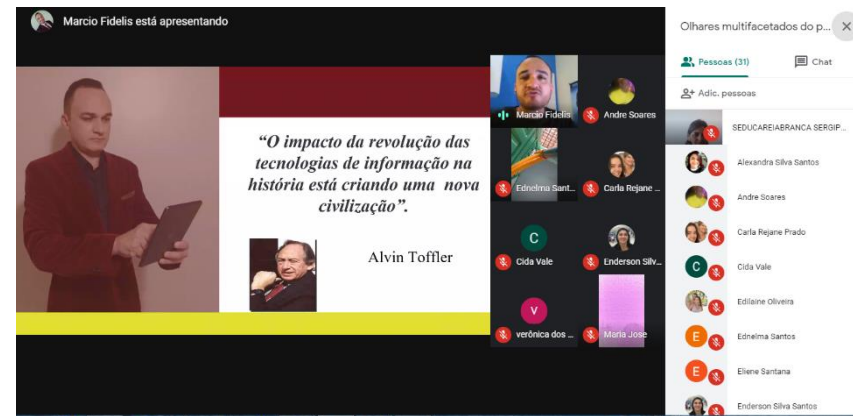 Marcio Fidelis está apresentando
“O impacto da revolução das
tecnologias de informação na
história está criando uma nova
civilização”.
Alvin Toffler
Marcio Fidelis
Andre Soares
Ednelma Sant...
Carla Rejane ...
C
Cida Vale
Enderson Silv...
V
verônica dos ...
Maria Jose
Olhares multifacetados do p...
Pessoas (31)
Chat
Adic. pessoas
SEDUCAREIABRANCA SERGIP...
Alexandra Silva Santos
Andre Soares
Carla Rejane Prado
C
Cida Vale
Edilaine Oliveira
E
Ednelma Santos
E
Eliene Santana
Enderson Silva Santos